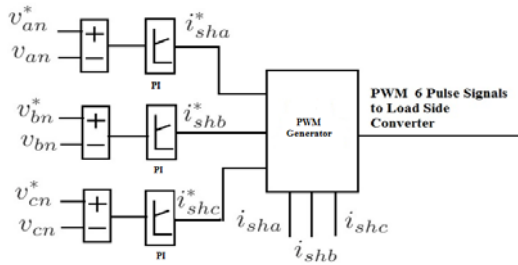 v*an
+
van
−
PI
i*sha
v*bn
+
vbn
−
PI
i*shb
v*cn
+
vcn
−
PI
i*shc
PWM
Generator
PWM 6 Pulse Signals
to Load Side
Converter
isha
ishb
ishc